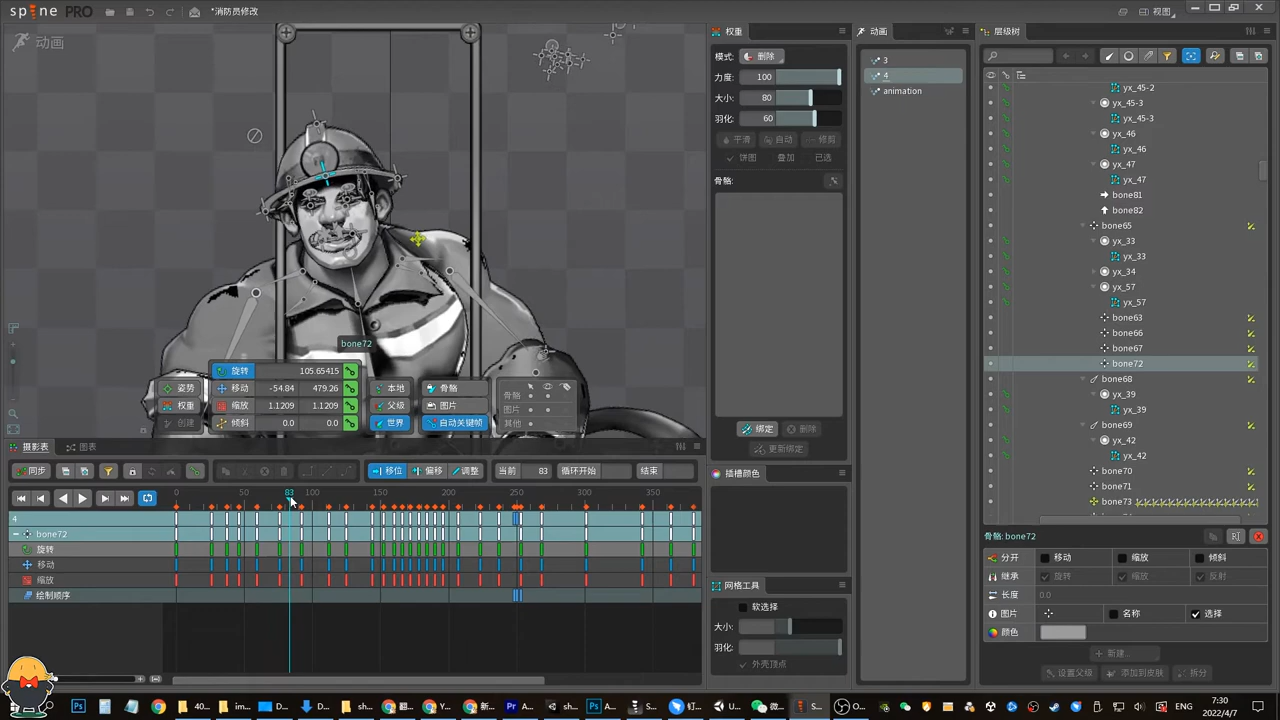 spine PRO
*消防员修改
视图
动画
bone72
旋转 105.65415
移动 -54.84 479.26
缩放 1.1209 1.1209
倾斜 0.0 0.0
姿势
权重
创建
本地
父级
世界
骨骼
图片
自动关键帧
骨骼
图片
其他
权重
模式: 删除
力度: 100
大小: 80
羽化: 60
平滑 自动 修剪
饼图 叠加 已选
骨骼:
绑定 删除
更新绑定
插槽颜色
网格工具
软选择
大小:
羽化:
外壳顶点
动画
3
4
animation
层级树
yx_45-2
yx_45-3
yx_45-3
yx_46
yx_46
yx_47
yx_47
bone81
bone82
bone65
yx_33
yx_33
yx_34
yx_57
yx_57
bone63
bone66
bone67
bone72
bone68
yx_39
yx_39
bone69
yx_42
yx_42
bone70
bone71
bone73
骨骼: bone72
分开 移动 缩放 倾斜
继承 旋转 缩放 反射
长度 0.0
图标 名称 选择
颜色
新建...
设置父级 添加到皮肤 拆分
摄影表 图表
同步
移位 偏移 调整
当前 83 循环开始 结束
0 50 83 100 150 200 250 300 350
4
bone72
旋转
移动
缩放
绘制顺序
ENG
7:30
2022/4/7